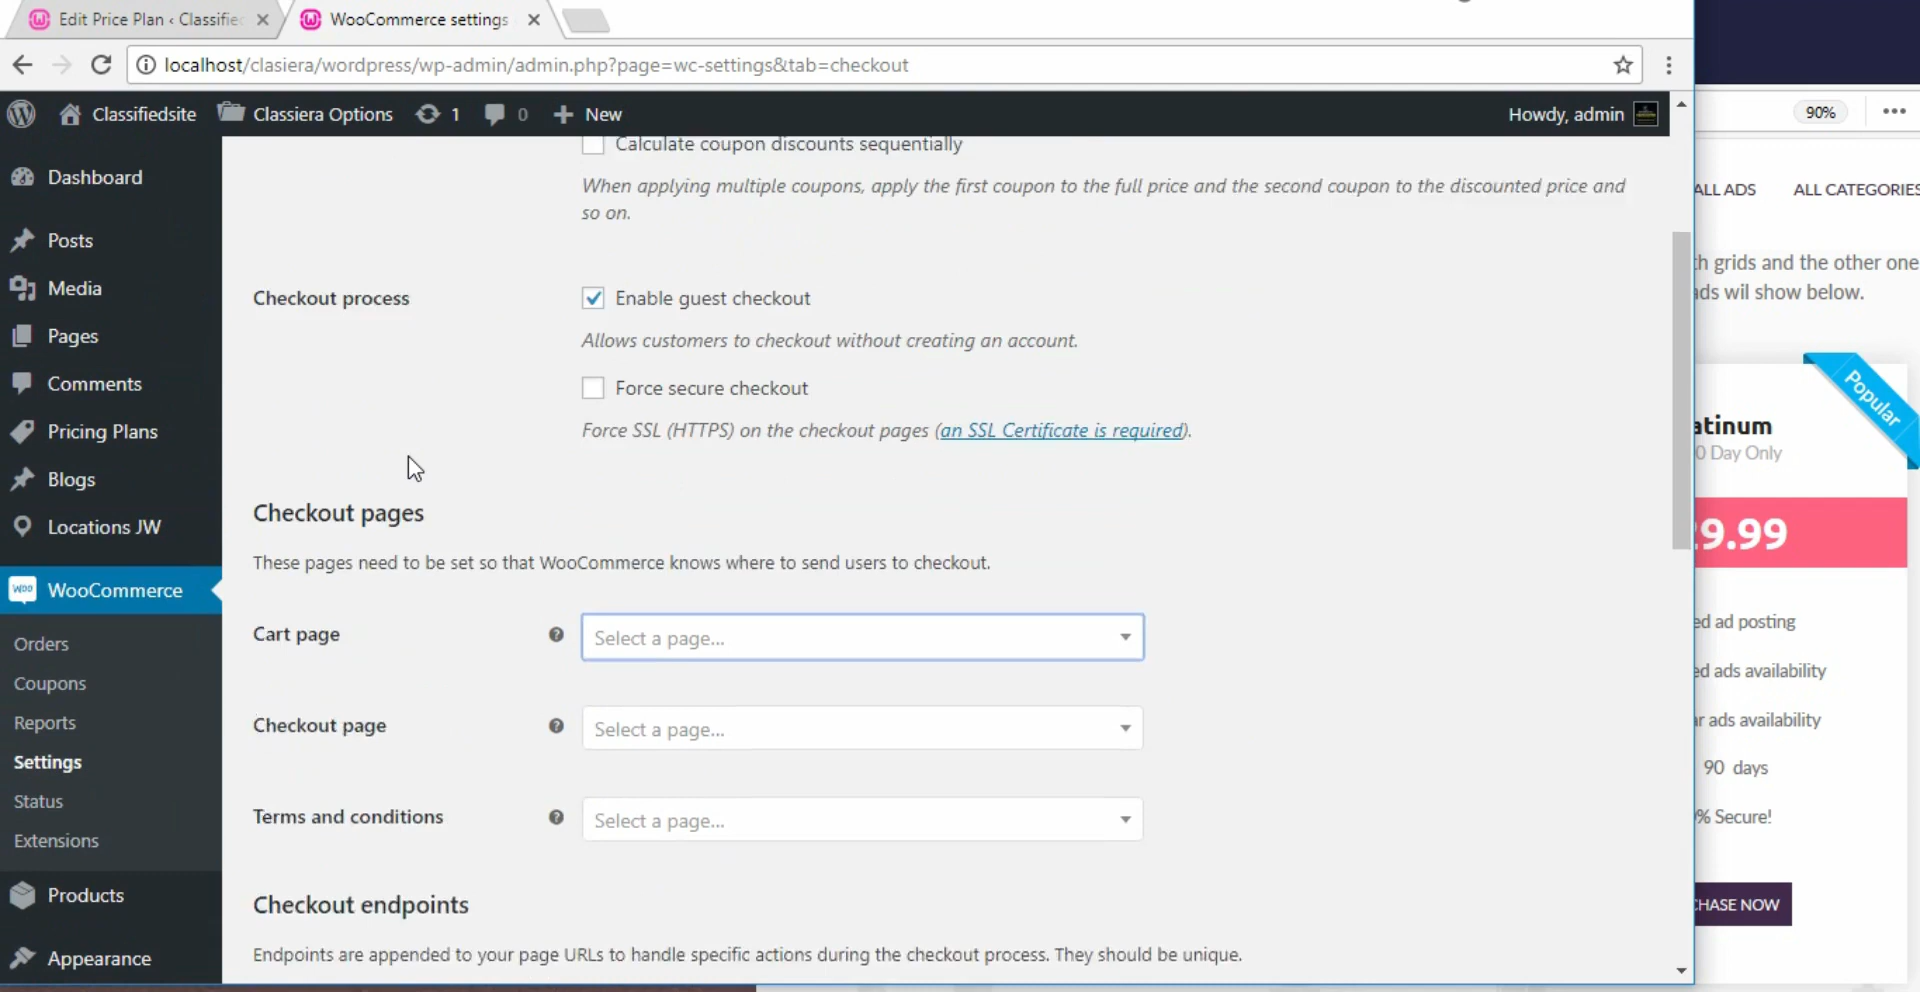 Edit Price Plan ‹ Classified
WooCommerce settings
localhost/clasiera/wordpress/wp-admin/admin.php?page=wc-settings&tab=checkout
Classifiedsite
Classiera Options
1
0
New
Howdy, admin
90%
Dashboard
Posts
Media
Pages
Comments
Pricing Plans
Blogs
Locations JW
WOO
WooCommerce
Orders
Coupons
Reports
Settings
Status
Extensions
Products
Appearance
Calculate coupon discounts sequentially
When applying multiple coupons, apply the first coupon to the full price and the second coupon to the discounted price and
so on.
Checkout process
Enable guest checkout
Allows customers to checkout without creating an account.
Force secure checkout
Force SSL (HTTPS) on the checkout pages (an SSL Certificate is required).
Checkout pages
These pages need to be set so that WooCommerce knows where to send users to checkout.
Cart page
Select a page...
Checkout page
Select a page...
Terms and conditions
Select a page...
Checkout endpoints
Endpoints are appended to your page URLs to handle specific actions during the checkout process. They should be unique.
ALL ADS ALL CATEGORIES
th grids and the other one
ads wil show below.
Popular
atinum
0 Day Only
9.99
ed ad posting
ed ads availability
ar ads availability
90 days
% Secure!
CHASE NOW